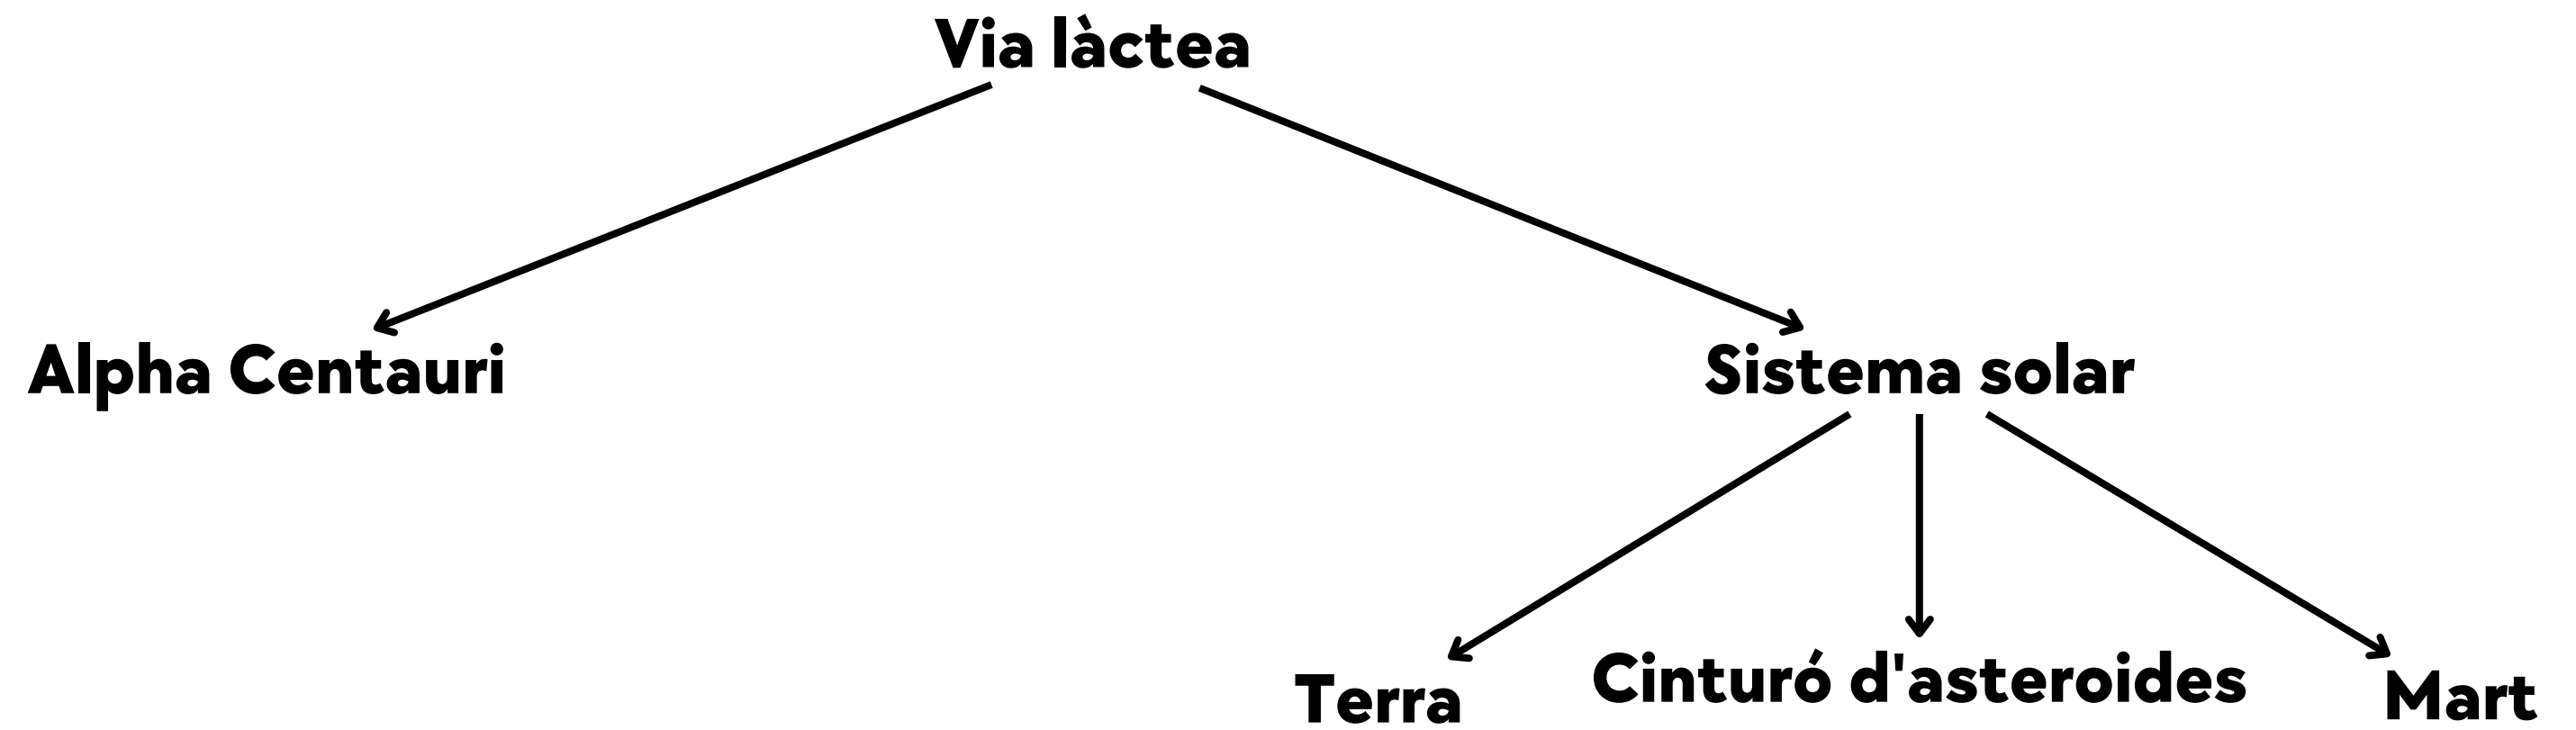 Via làctea
Alpha Centauri
Sistema solar
Terra
Cinturó d'asteroides
Mart